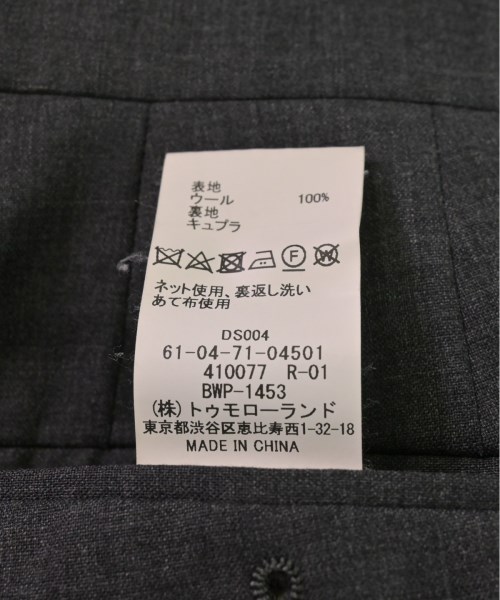 表地
ウール 100%
裏地
キュプラ
F W
ネット使用、裏返し洗い
あて布使用
DS004
61-04-71-04501
410077 R-01
BWP-1453
(株)トゥモローランド
東京都渋谷区恵比寿西1-32-18
MADE IN CHINA